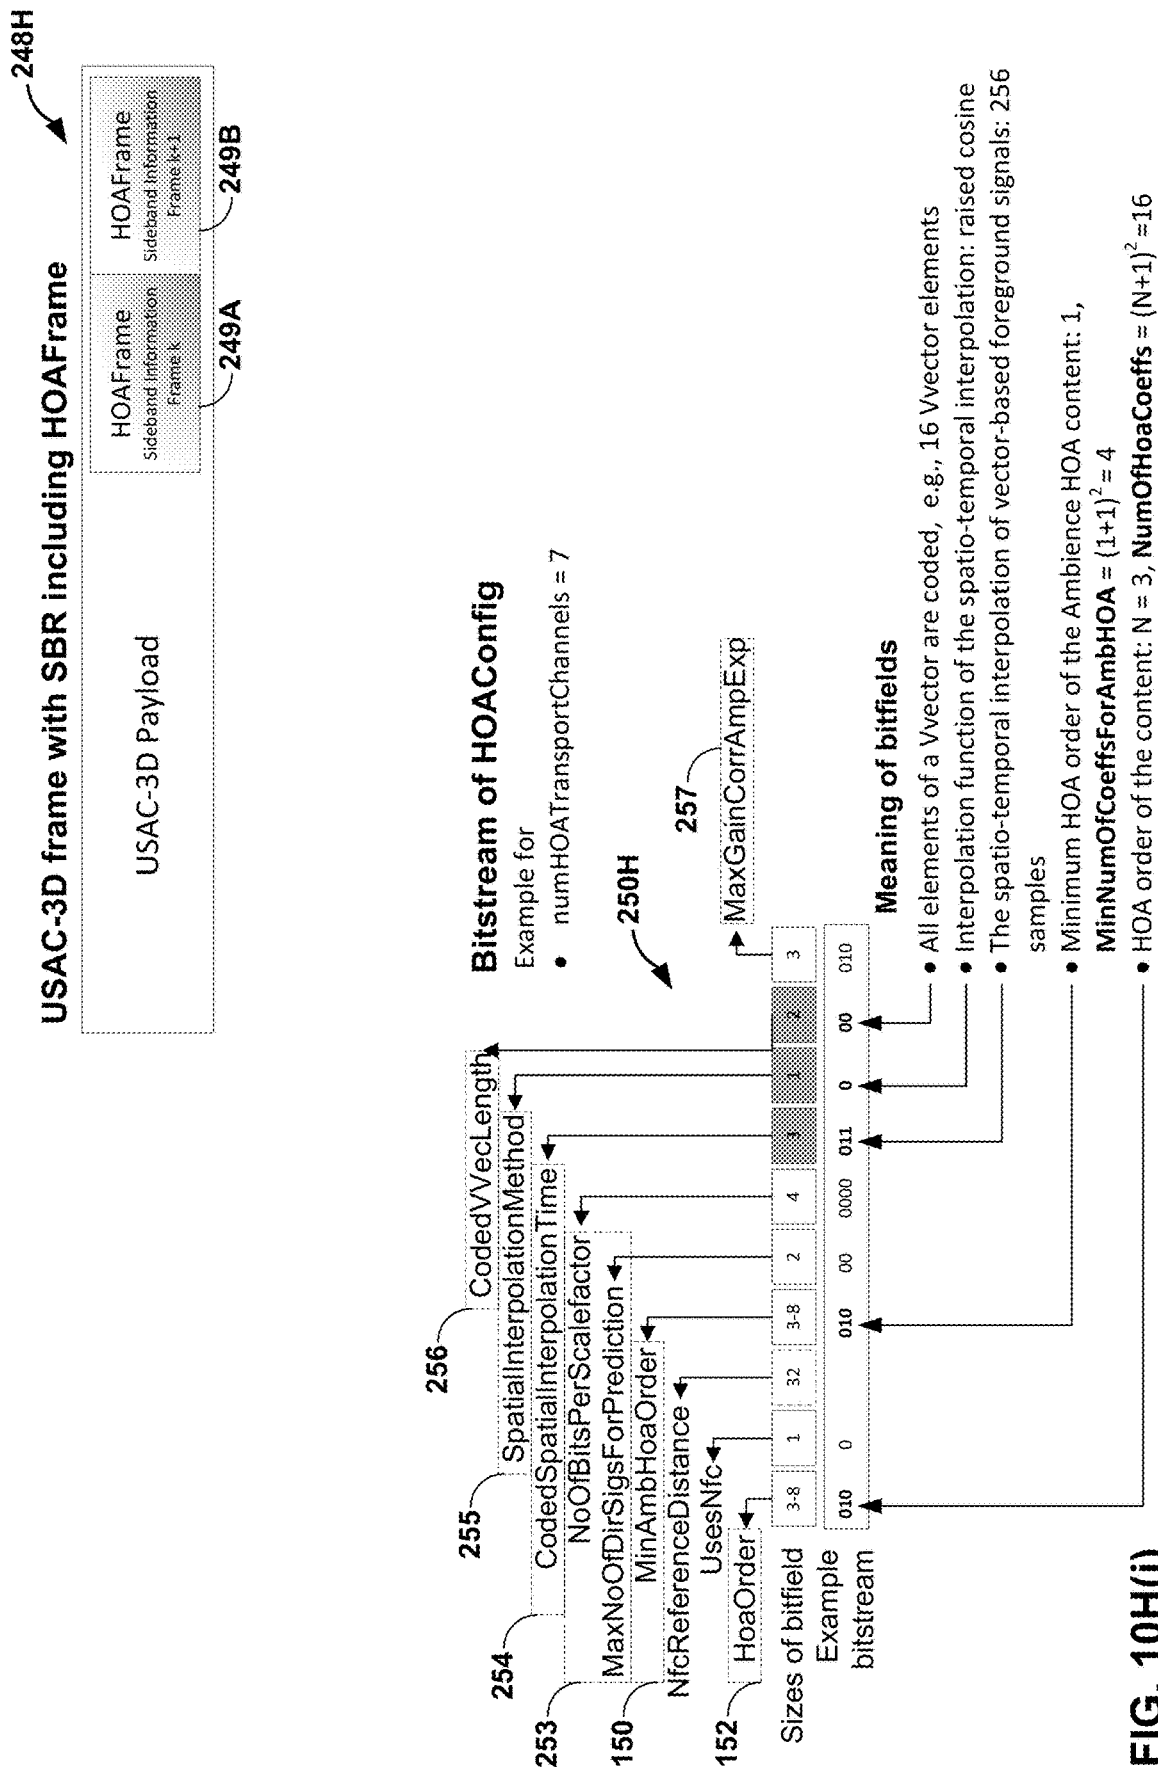 USAC-3D frame with SBR including HOAFrame
248H
USAC-3D Payload
HOAFrame
Sideband Information
Frame k
HOAFrame
Sideband Information
Frame k+1
249A
249B
Bitstream of HOAConfig
Example for
• numHOATransportChannels = 7
250H
256
CodedVVecLength
255
SpatialInterpolationMethod
254
CodedSpatialInterpolationTime
253
NoOfBitsPerScalefactor
MaxNoOfDirSigsForPrediction
150
MinAmbHoaOrder
NfcReferenceDistance
UsesNfc
152
HoaOrder
257
MaxGainCorrAmpExp
Sizes of bitfield
3-8 1 32 3-8 2 4 1 2 3
Example
bitstream
010 0 010 00 0000 011 0 00 010
Meaning of bitfields
• All elements of a Vvector are coded, e.g., 16 Vvector elements
• Interpolation function of the spatio-temporal interpolation: raised cosine
• The spatio-temporal interpolation of vector-based foreground signals: 256
samples
• Minimum HOA order of the Ambience HOA content: 1,
MinNumOfCoeffsForAmbHOA = (1+1)² = 4
• HOA order of the content: N = 3, NumOfHoaCoeffs = (N+1)² =16
FIG. 10H(i)